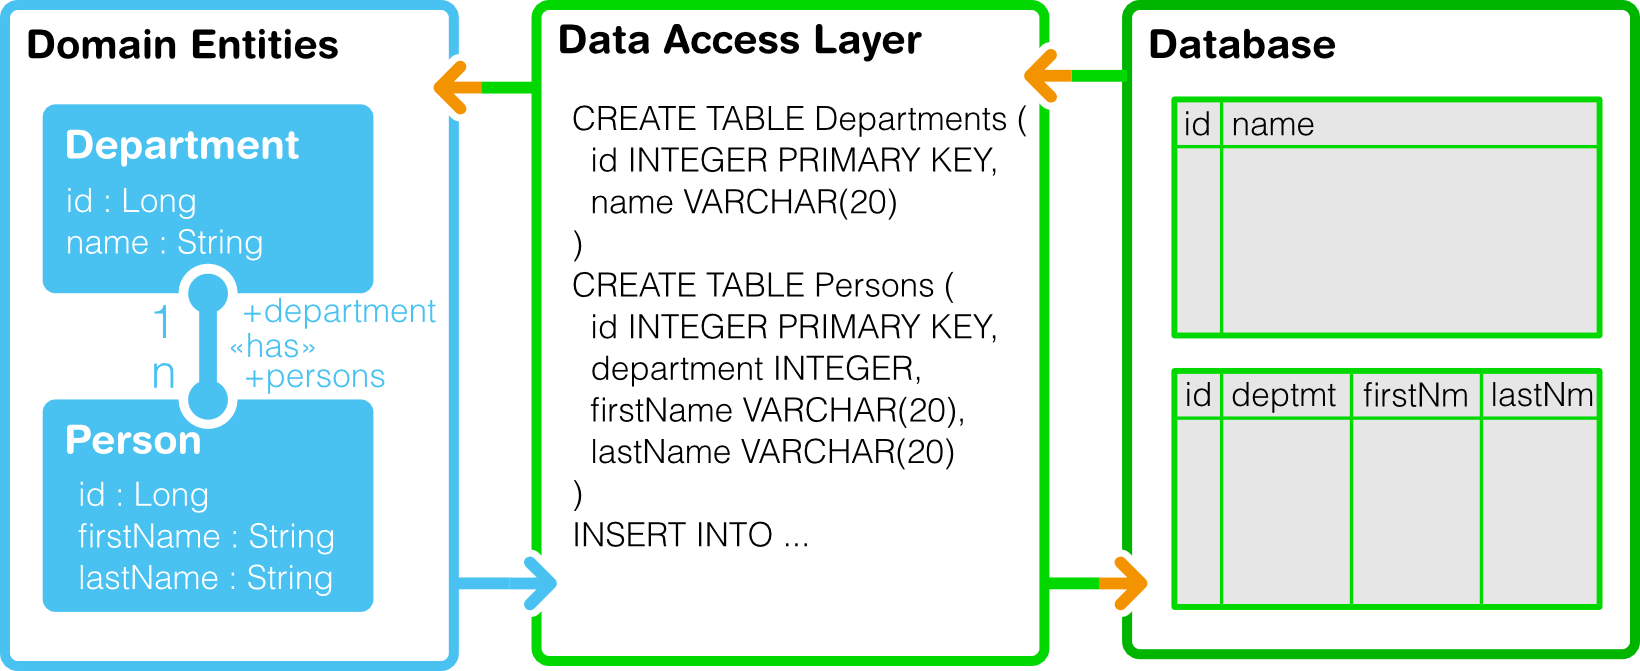 Domain Entities
Department
id : Long
name : String
1
+department
«has»
n
+persons
Person
id : Long
firstName : String
lastName : String
Data Access Layer
CREATE TABLE Departments (
id INTEGER PRIMARY KEY,
name VARCHAR(20)
)
CREATE TABLE Persons (
id INTEGER PRIMARY KEY,
department INTEGER,
firstName VARCHAR(20),
lastName VARCHAR(20)
)
INSERT INTO ...
Database
id name
id deptmt firstNm lastNm